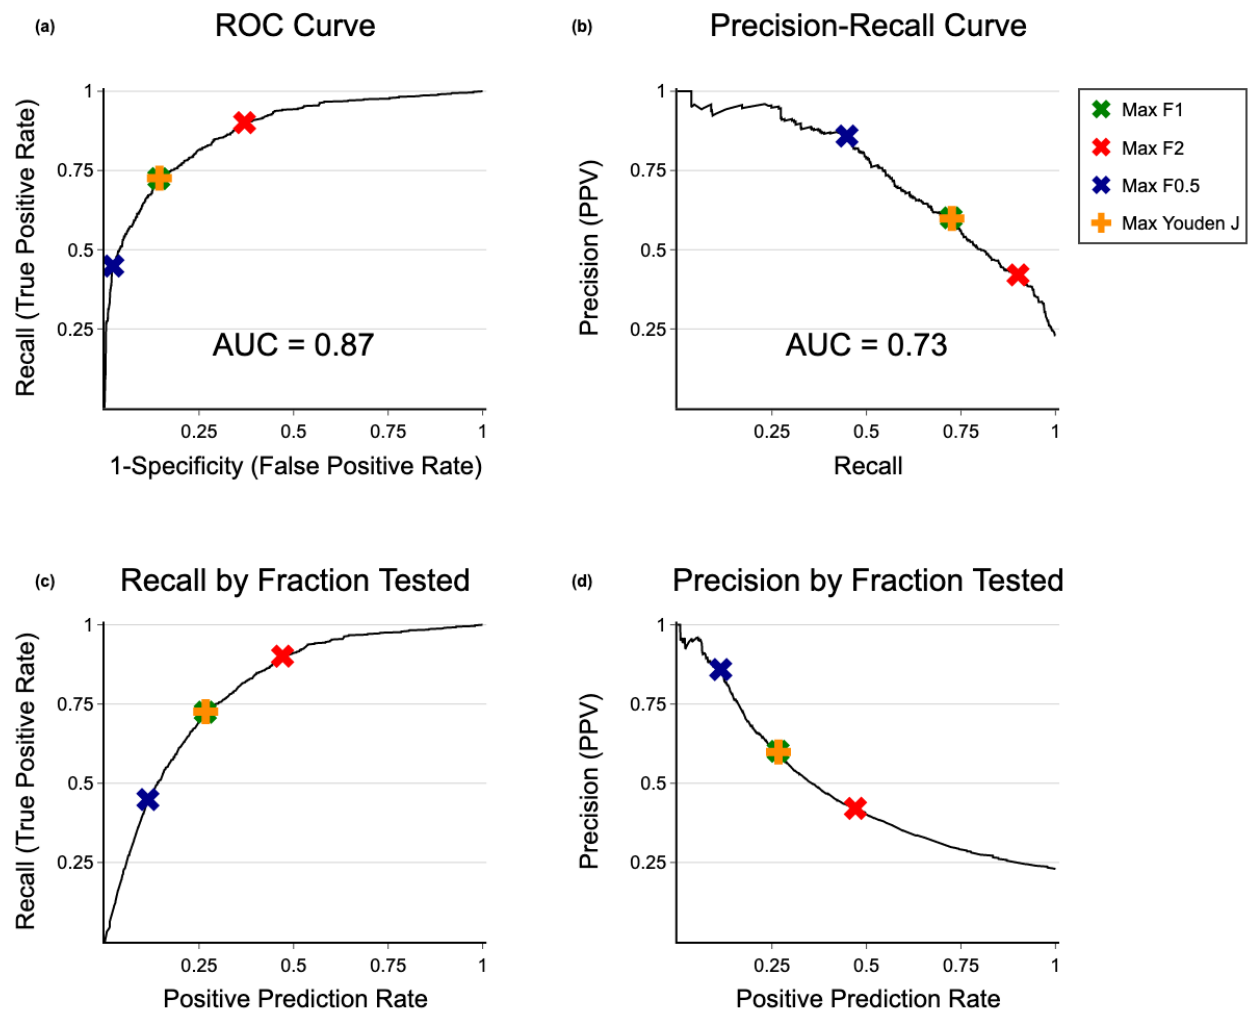 (a)
ROC Curve
1
0.75
0.5
0.25
Recall (True Positive Rate)
AUC = 0.87
0.25 0.5 0.75 1
1-Specificity (False Positive Rate)
(b)
Precision-Recall Curve
1
0.75
0.5
0.25
Precision (PPV)
AUC = 0.73
0.25 0.5 0.75 1
Recall
Max F1
Max F2
Max F0.5
Max Youden J
(c)
Recall by Fraction Tested
1
0.75
0.5
0.25
Recall (True Positive Rate)
0.25 0.5 0.75 1
Positive Prediction Rate
(d)
Precision by Fraction Tested
1
0.75
0.5
0.25
Precision (PPV)
0.25 0.5 0.75 1
Positive Prediction Rate